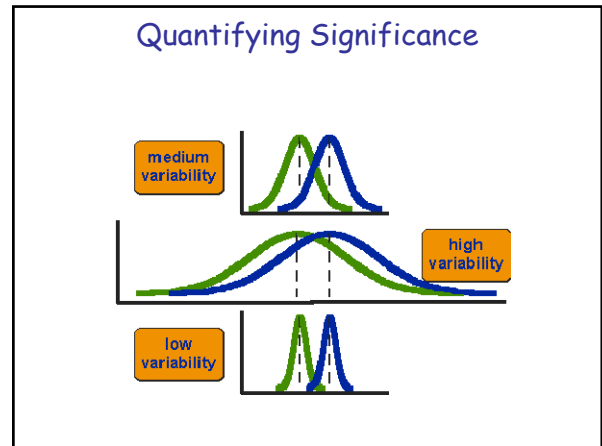 Quantifying Significance
medium
variability
high
variability
low
variability